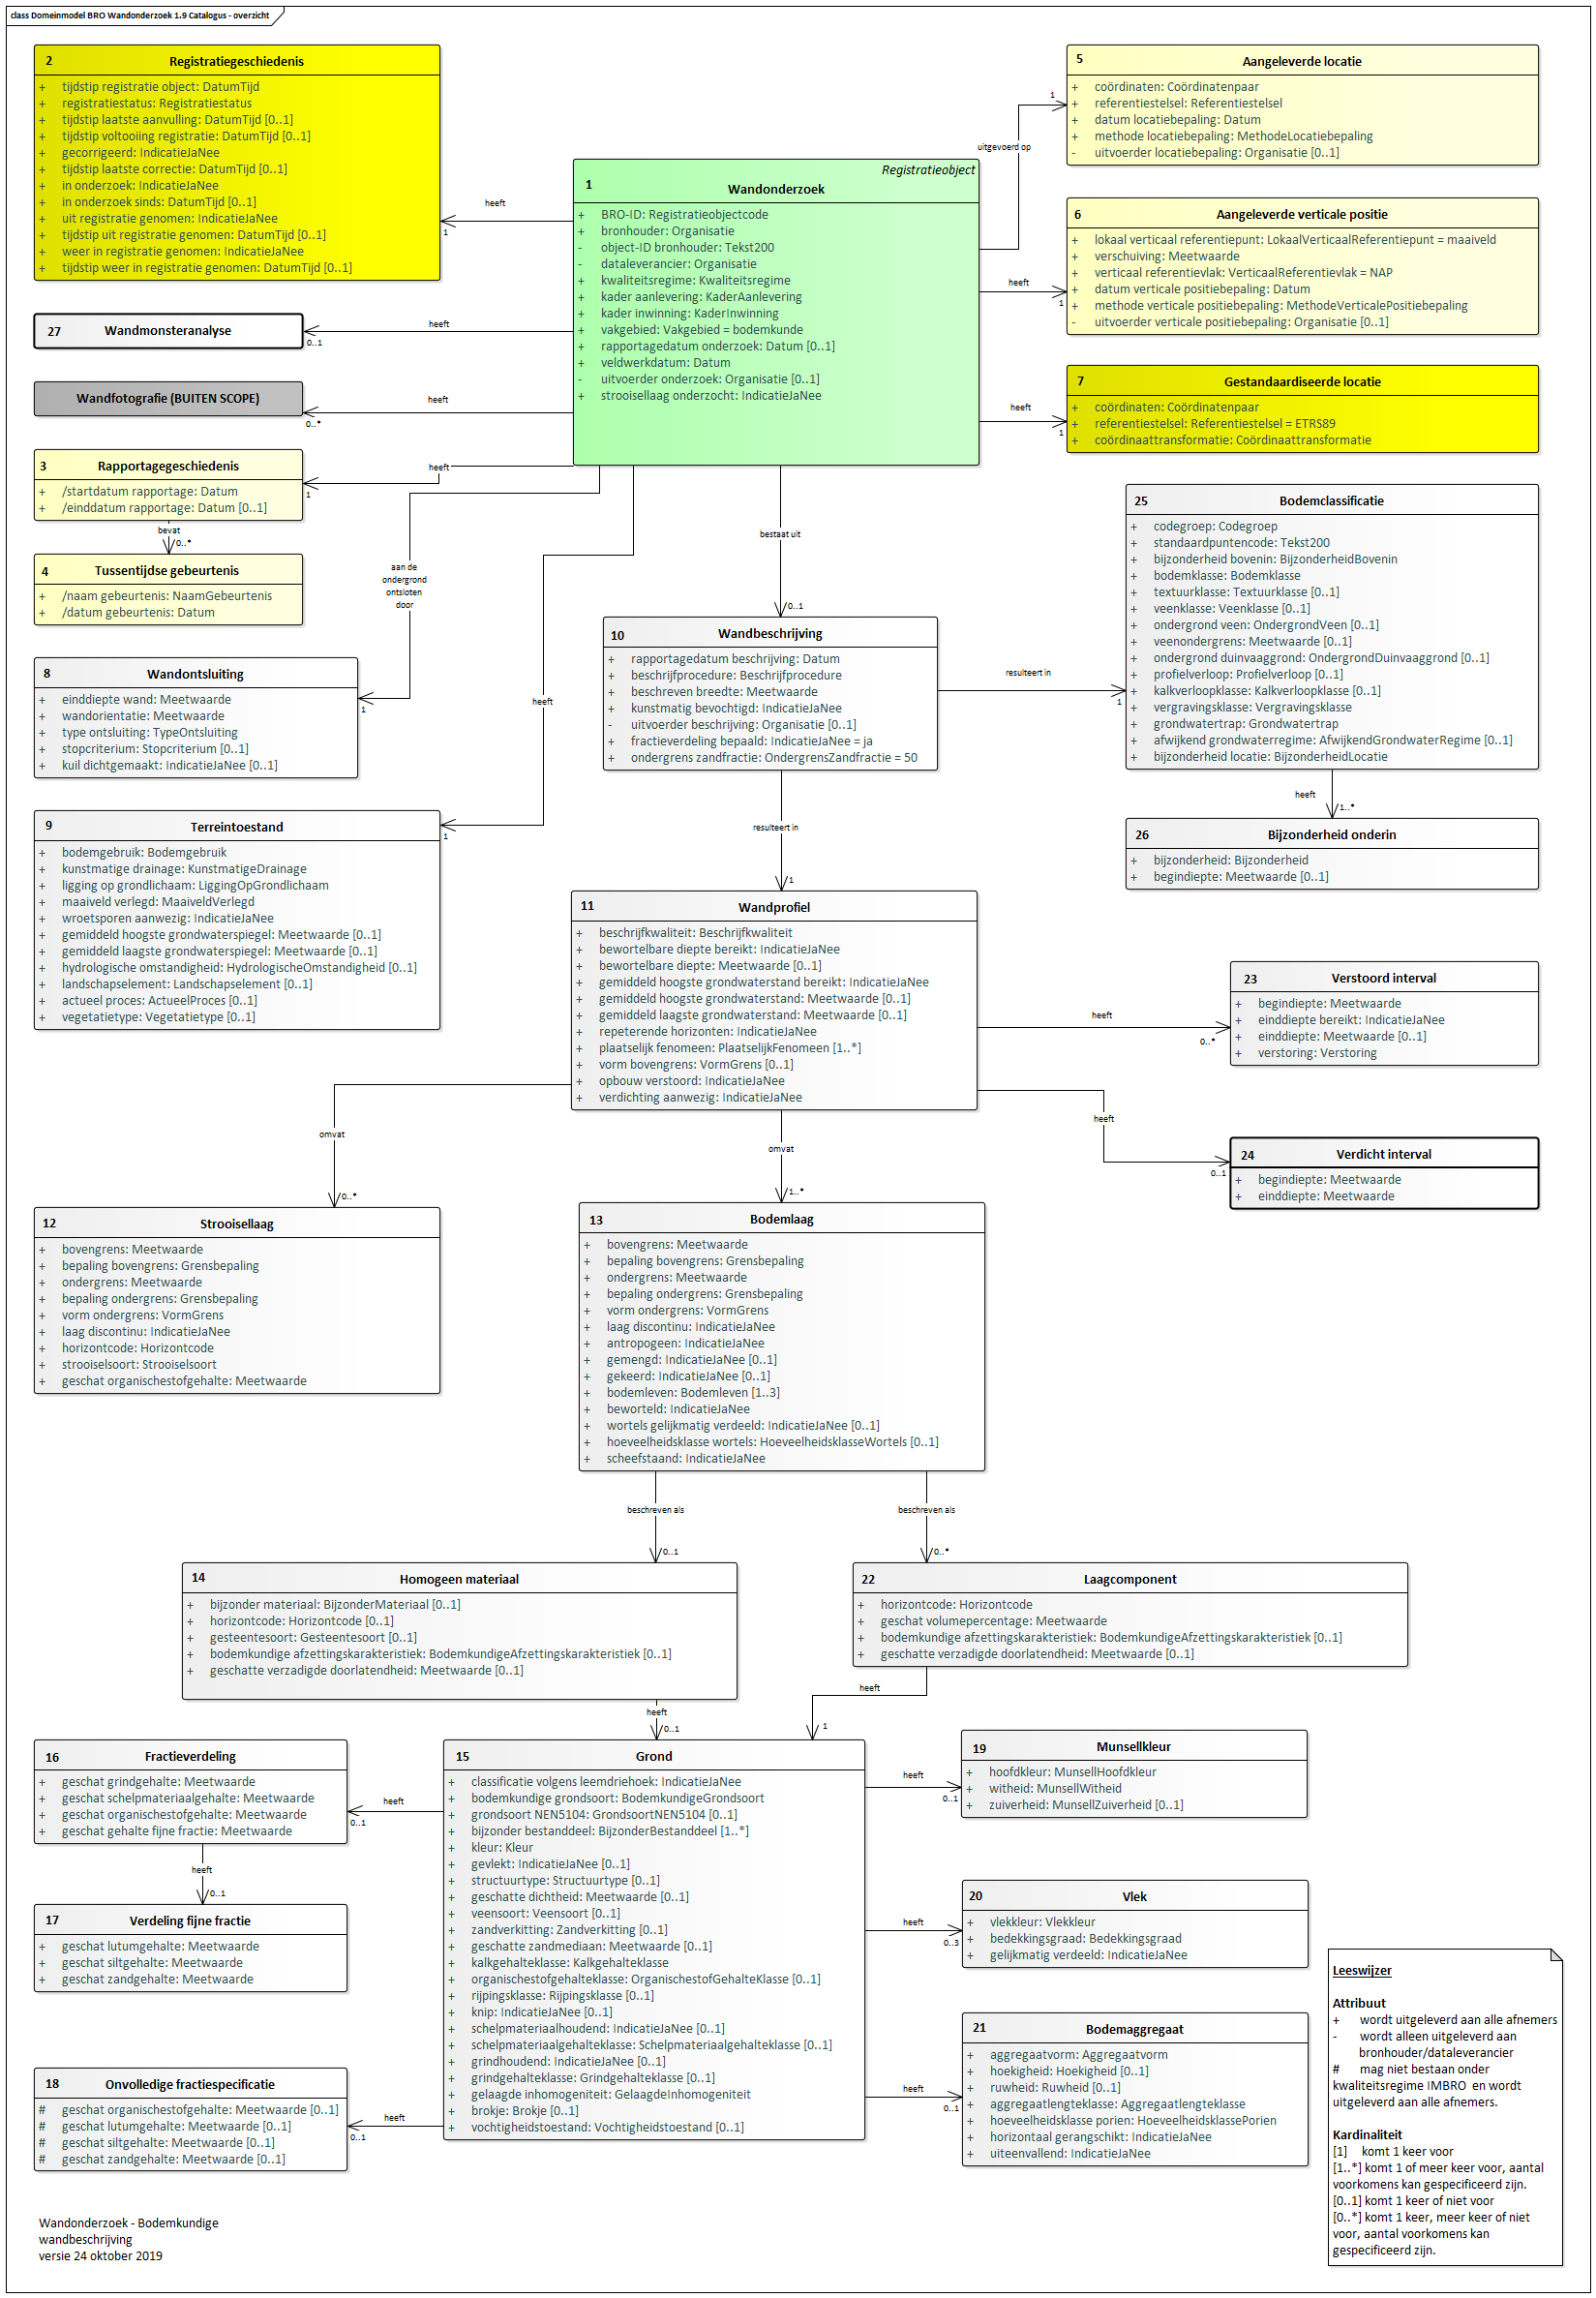 class Domeinmodel BRO Wandonderzoek 1.9 Catalogus - overzicht
2 Registratiegeschiedenis
+ tijdstip registratie object: DatumTijd
+ registratiestatus: Registratiestatus
+ tijdstip laatste aanvulling: DatumTijd [0..1]
+ tijdstip voltooiing registratie: DatumTijd [0..1]
+ gecorrigeerd: IndicatieJaNee
+ tijdstip laatste correctie: DatumTijd [0..1]
+ in onderzoek: IndicatieJaNee
+ in onderzoek sinds: DatumTijd [0..1]
+ uit registratie genomen: IndicatieJaNee
+ tijdstip uit registratie genomen: DatumTijd [0..1]
+ weer in registratie genomen: IndicatieJaNee
+ tijdstip weer in registratie genomen: DatumTijd [0..1]
heeft
1
Registratieobject
1 Wandonderzoek
+ BRO-ID: Registratieobjectcode
+ bronhouder: Organisatie
- object-ID bronhouder: Tekst200
- dataleverancier: Organisatie
+ kwaliteitsregime: Kwaliteitsregime
+ kader aanlevering: KaderAanlevering
+ kader inwinning: KaderInwinning
+ vakgebied: Vakgebied = bodemkunde
+ rapportagedatum onderzoek: Datum [0..1]
+ veldwerkdatum: Datum
- uitvoerder onderzoek: Organisatie [0..1]
+ strooisellaag onderzocht: IndicatieJaNee
uitgevoerd op
1
5 Aangeleverde locatie
+ coördinaten: Coördinatenpaar
+ referentiestelsel: Referentiestelsel
+ datum locatiebepaling: Datum
+ methode locatiebepaling: MethodeLocatiebepaling
- uitvoerder locatiebepaling: Organisatie [0..1]
heeft
1
6 Aangeleverde verticale positie
+ lokaal verticaal referentiepunt: LokaalVerticaalReferentiepunt = maaiveld
+ verschuiving: Meetwaarde
+ verticaal referentievlak: VerticaalReferentievlak = NAP
+ datum verticale positiebepaling: Datum
+ methode verticale positiebepaling: MethodeVerticalePositiebepaling
- uitvoerder verticale positiebepaling: Organisatie [0..1]
heeft
1
7 Gestandaardiseerde locatie
+ coördinaten: Coördinatenpaar
+ referentiestelsel: Referentiestelsel = ETRS89
+ coördinaattransformatie: Coördinaattransformatie
27 Wandmonsteranalyse
heeft
0..1
Wandfotografie (BUITEN SCOPE)
heeft
0..*
3 Rapportagegeschiedenis
+ /startdatum rapportage: Datum
+ /einddatum rapportage: Datum [0..1]
heeft
1
bevat
0..*
4 Tussentijdse gebeurtenis
+ /naam gebeurtenis: NaamGebeurtenis
+ /datum gebeurtenis: Datum
aan de
ondergrond
ontsloten
door
1
8 Wandontsluiting
+ einddiepte wand: Meetwaarde
+ wandorientatie: Meetwaarde
+ type ontsluiting: TypeOntsluiting
+ stopcriterium: Stopcriterium [0..1]
+ kuil dichtgemaakt: IndicatieJaNee [0..1]
heeft
1
9 Terreintoestand
+ bodemgebruik: Bodemgebruik
+ kunstmatige drainage: KunstmatigeDrainage
+ ligging op grondlichaam: LiggingOpGrondlichaam
+ maaiveld verlegd: MaaiveldVerlegd
+ wroetsporen aanwezig: IndicatieJaNee
+ gemiddeld hoogste grondwaterspiegel: Meetwaarde [0..1]
+ gemiddeld laagste grondwaterspiegel: Meetwaarde [0..1]
+ hydrologische omstandigheid: HydrologischeOmstandigheid [0..1]
+ landschapselement: Landschapselement [0..1]
+ actueel proces: ActueelProces [0..1]
+ vegetatietype: Vegetatietype [0..1]
bestaat uit
0..1
10 Wandbeschrijving
+ rapportagedatum beschrijving: Datum
+ beschrijfprocedure: Beschrijfprocedure
+ beschreven breedte: Meetwaarde
+ kunstmatig bevochtigd: IndicatieJaNee
- uitvoerder beschrijving: Organisatie [0..1]
+ fractieverdeling bepaald: IndicatieJaNee = ja
+ ondergrens zandfractie: OndergrensZandfractie = 50
resulteert in
1
25 Bodemclassificatie
+ codegroep: Codegroep
+ standaardpuntencode: Tekst200
+ bijzonderheid bovenin: BijzonderheidBovenin
+ bodemklasse: Bodemklasse
+ textuurklasse: Textuurklasse [0..1]
+ veenklasse: Veenklasse [0..1]
+ ondergrond veen: OndergrondVeen [0..1]
+ veenondergrens: Meetwaarde [0..1]
+ ondergrond duinvaaggrond: OndergrondDuinvaaggrond [0..1]
+ profielverloop: Profielverloop [0..1]
+ kalkverloopklasse: Kalkverloopklasse [0..1]
+ vergravingsklasse: Vergravingsklasse
+ grondwatertrap: Grondwatertrap
+ afwijkend grondwaterregime: AfwijkendGrondwaterRegime [0..1]
+ bijzonderheid locatie: BijzonderheidLocatie
heeft
1..*
26 Bijzonderheid onderin
+ bijzonderheid: Bijzonderheid
+ begindiepte: Meetwaarde [0..1]
resulteert in
1
11 Wandprofiel
+ beschrijfkwaliteit: Beschrijfkwaliteit
+ bewortelbare diepte bereikt: IndicatieJaNee
+ bewortelbare diepte: Meetwaarde [0..1]
+ gemiddeld hoogste grondwaterstand bereikt: IndicatieJaNee
+ gemiddeld hoogste grondwaterstand: Meetwaarde [0..1]
+ gemiddeld laagste grondwaterstand: Meetwaarde [0..1]
+ repeterende horizonten: IndicatieJaNee
+ plaatselijk fenomeen: PlaatselijkFenomeen [1..*]
+ vorm bovengrens: VormGrens [0..1]
+ opbouw verstoord: IndicatieJaNee
+ verdichting aanwezig: IndicatieJaNee
heeft
0..*
23 Verstoord interval
+ begindiepte: Meetwaarde
+ einddiepte bereikt: IndicatieJaNee
+ einddiepte: Meetwaarde [0..1]
+ verstoring: Verstoring
heeft
0..1
24 Verdicht interval
+ begindiepte: Meetwaarde
+ einddiepte: Meetwaarde
omvat
0..*
12 Strooisellaag
+ bovengrens: Meetwaarde
+ bepaling bovengrens: Grensbepaling
+ ondergrens: Meetwaarde
+ bepaling ondergrens: Grensbepaling
+ vorm ondergrens: VormGrens
+ laag discontinu: IndicatieJaNee
+ horizontcode: Horizontcode
+ strooiselsoort: Strooiselsoort
+ geschat organischestofgehalte: Meetwaarde
omvat
1..*
13 Bodemlaag
+ bovengrens: Meetwaarde
+ bepaling bovengrens: Grensbepaling
+ ondergrens: Meetwaarde
+ bepaling ondergrens: Grensbepaling
+ vorm ondergrens: VormGrens
+ laag discontinu: IndicatieJaNee
+ antropogeen: IndicatieJaNee
+ gemengd: IndicatieJaNee [0..1]
+ gekeerd: IndicatieJaNee [0..1]
+ bodemleven: Bodemleven [1..3]
+ beworteld: IndicatieJaNee
+ wortels gelijkmatig verdeeld: IndicatieJaNee [0..1]
+ hoeveelheidsklasse wortels: HoeveelheidsklasseWortels [0..1]
+ scheefstaand: IndicatieJaNee
beschreven als
0..1
beschreven als
0..*
14 Homogeen materiaal
+ bijzonder materiaal: BijzonderMateriaal [0..1]
+ horizontcode: Horizontcode [0..1]
+ gesteentesoort: Gesteentesoort [0..1]
+ bodemkundige afzettingskarakteristiek: BodemkundigeAfzettingskarakteristiek [0..1]
+ geschatte verzadigde doorlatendheid: Meetwaarde [0..1]
22 Laagcomponent
+ horizontcode: Horizontcode
+ geschat volumepercentage: Meetwaarde
+ bodemkundige afzettingskarakteristiek: BodemkundigeAfzettingskarakteristiek [0..1]
+ geschatte verzadigde doorlatendheid: Meetwaarde [0..1]
heeft
0..1
heeft
1
16 Fractieverdeling
+ geschat grindgehalte: Meetwaarde
+ geschat schelpmateriaalgehalte: Meetwaarde
+ geschat organischestofgehalte: Meetwaarde
+ geschat gehalte fijne fractie: Meetwaarde
heeft
0..1
heeft
0..1
17 Verdeling fijne fractie
+ geschat lutumgehalte: Meetwaarde
+ geschat siltgehalte: Meetwaarde
+ geschat zandgehalte: Meetwaarde
18 Onvolledige fractiespecificatie
# geschat organischestofgehalte: Meetwaarde [0..1]
# geschat lutumgehalte: Meetwaarde [0..1]
# geschat siltgehalte: Meetwaarde [0..1]
# geschat zandgehalte: Meetwaarde [0..1]
heeft
0..1
15 Grond
+ classificatie volgens leemdriehoek: IndicatieJaNee
+ bodemkundige grondsoort: BodemkundigeGrondsoort
+ grondsoort NEN5104: GrondsoortNEN5104 [0..1]
+ bijzonder bestanddeel: BijzonderBestanddeel [1..*]
+ kleur: Kleur
+ gevlekt: IndicatieJaNee [0..1]
+ structuurtype: Structuurtype [0..1]
+ geschatte dichtheid: Meetwaarde [0..1]
+ veensoort: Veensoort [0..1]
+ zandverkitting: Zandverkitting [0..1]
+ geschatte zandmediaan: Meetwaarde [0..1]
+ kalkgehalteklasse: Kalkgehalteklasse
+ organischestofgehalteklasse: OrganischestofGehalteKlasse [0..1]
+ rijpingsklasse: Rijpingsklasse [0..1]
+ knip: IndicatieJaNee [0..1]
+ schelpmateriaalhoudend: IndicatieJaNee [0..1]
+ schelpmateriaalgehalteklasse: Schelpmateriaalgehalteklasse [0..1]
+ grindhoudend: IndicatieJaNee [0..1]
+ grindgehalteklasse: Grindgehalteklasse [0..1]
+ gelaagde inhomogeniteit: GelaagdeInhomogeniteit
+ brokje: Brokje [0..1]
+ vochtigheidstoestand: Vochtigheidstoestand [0..1]
heeft
0..1
19 Munsellkleur
+ hoofdkleur: MunsellHoofdkleur
+ witheid: MunsellWitheid
+ zuiverheid: MunsellZuiverheid [0..1]
heeft
0..3
20 Vlek
+ vlekkleur: Vlekkleur
+ bedekkingsgraad: Bedekkingsgraad
+ gelijkmatig verdeeld: IndicatieJaNee
heeft
0..1
21 Bodemaggregaat
+ aggregaatvorm: Aggregaatvorm
+ hoekigheid: Hoekigheid [0..1]
+ ruwheid: Ruwheid [0..1]
+ aggregaatlengteklasse: Aggregaatlengteklasse
+ hoeveelheidsklasse porien: HoeveelheidsklassePorien
+ horizontaal gerangschikt: IndicatieJaNee
+ uiteenvallend: IndicatieJaNee
Leeswijzer
Attribuut
+ wordt uitgeleverd aan alle afnemers
- wordt alleen uitgeleverd aan
bronhouder/dataleverancier
# mag niet bestaan onder
kwaliteitsregime IMBRO en wordt
uitgeleverd aan alle afnemers.
Kardinaliteit
[1] komt 1 keer voor
[1..*] komt 1 of meer keer voor, aantal
voorkomens kan gespecificeerd zijn.
[0..1] komt 1 keer of niet voor
[0..*] komt 1 keer, meer keer of niet
voor, aantal voorkomens kan
gespecificeerd zijn.
Wandonderzoek - Bodemkundige
wandbeschrijving
versie 24 oktober 2019